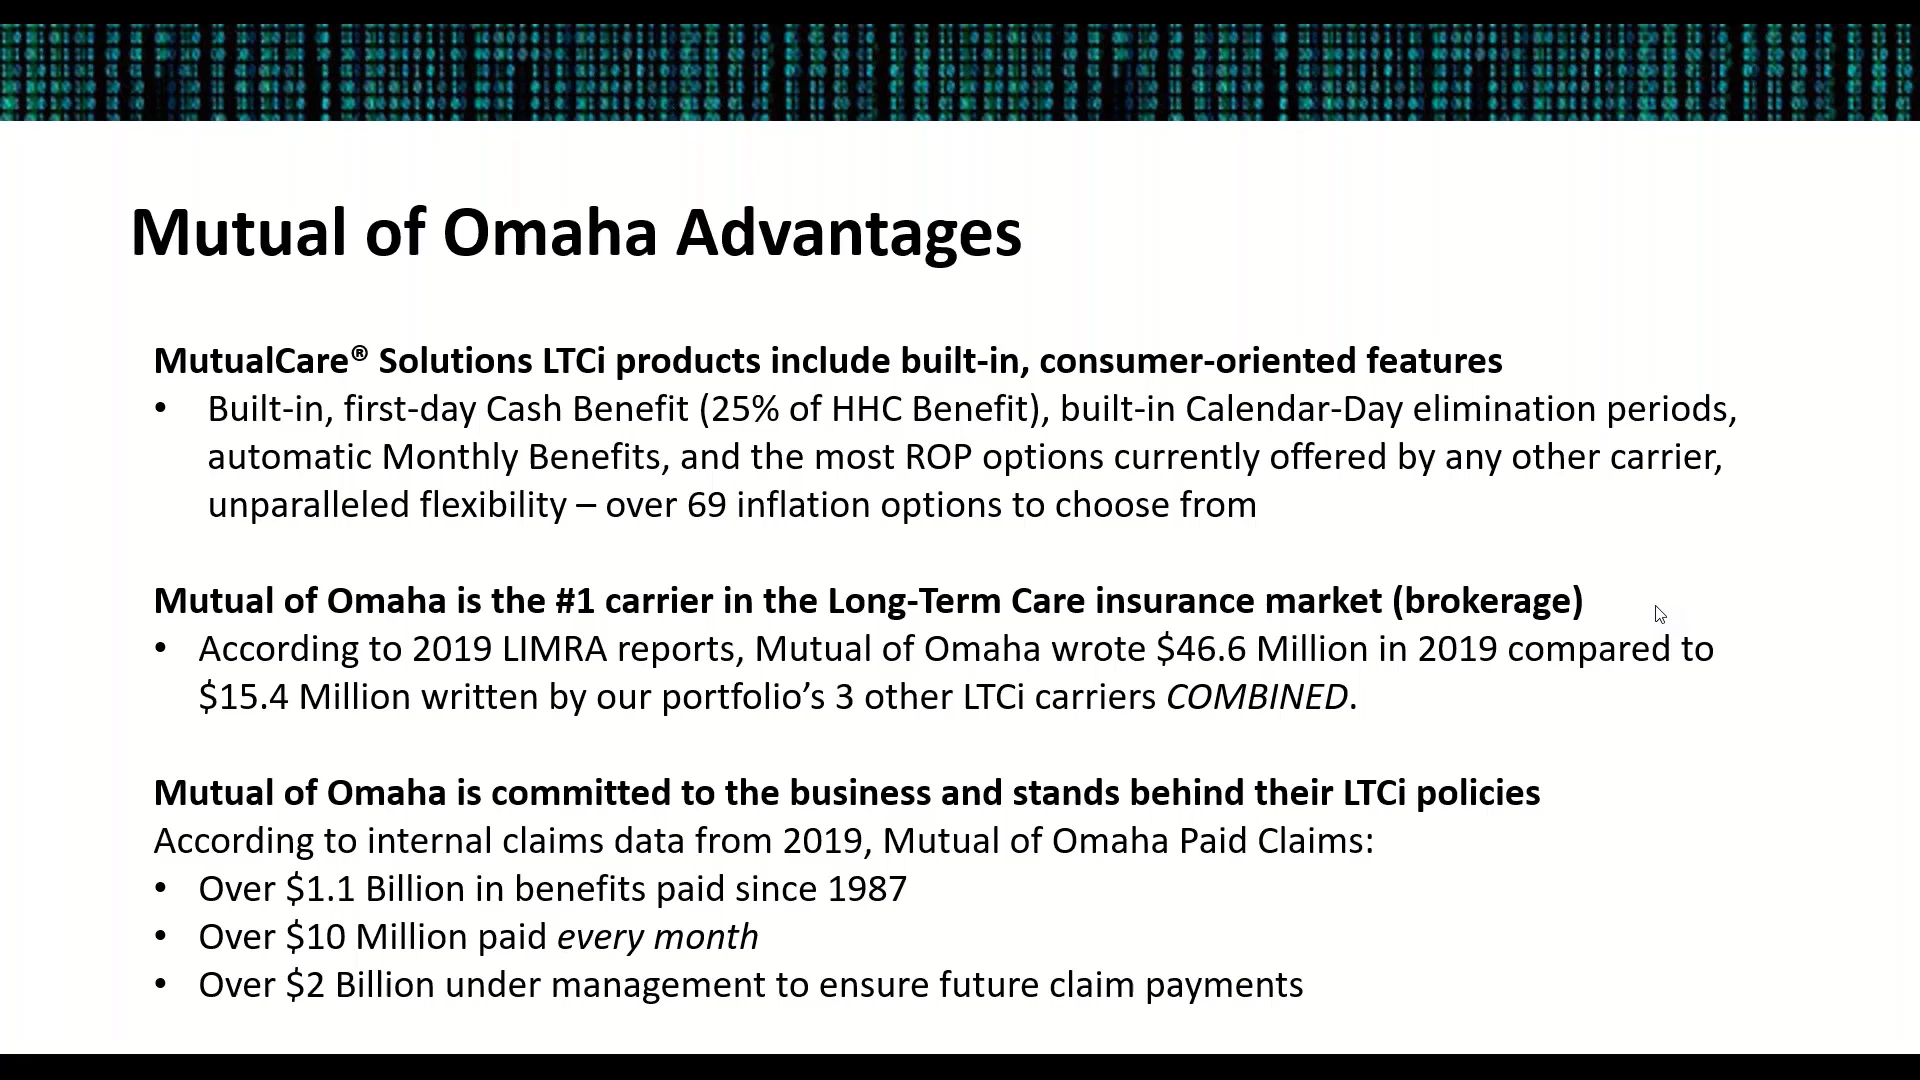 Mutual of Omaha Advantages
MutualCare® Solutions LTCi products include built-in, consumer-oriented features
• Built-in, first-day Cash Benefit (25% of HHC Benefit), built-in Calendar-Day elimination periods,
automatic Monthly Benefits, and the most ROP options currently offered by any other carrier,
unparalleled flexibility – over 69 inflation options to choose from
Mutual of Omaha is the #1 carrier in the Long-Term Care insurance market (brokerage)
• According to 2019 LIMRA reports, Mutual of Omaha wrote $46.6 Million in 2019 compared to
$15.4 Million written by our portfolio’s 3 other LTCi carriers COMBINED.
Mutual of Omaha is committed to the business and stands behind their LTCi policies
According to internal claims data from 2019, Mutual of Omaha Paid Claims:
• Over $1.1 Billion in benefits paid since 1987
• Over $10 Million paid every month
• Over $2 Billion under management to ensure future claim payments